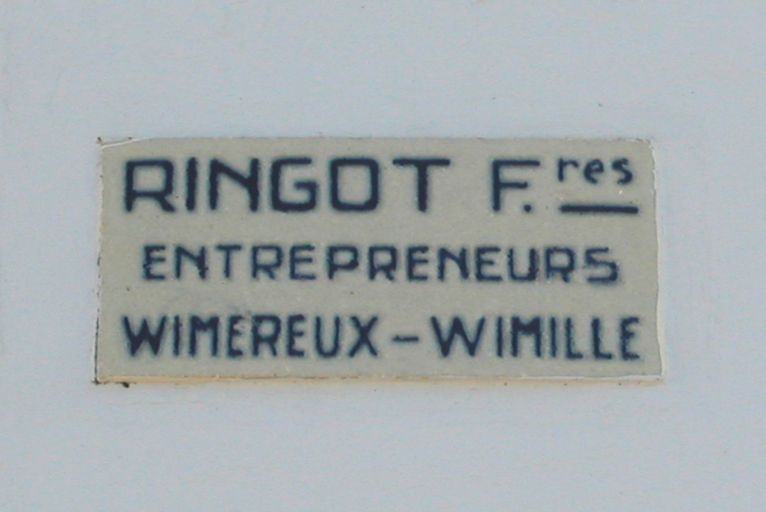 RINGOT F.res
ENTREPRENEURS
WIMEREUX - WIMILLE